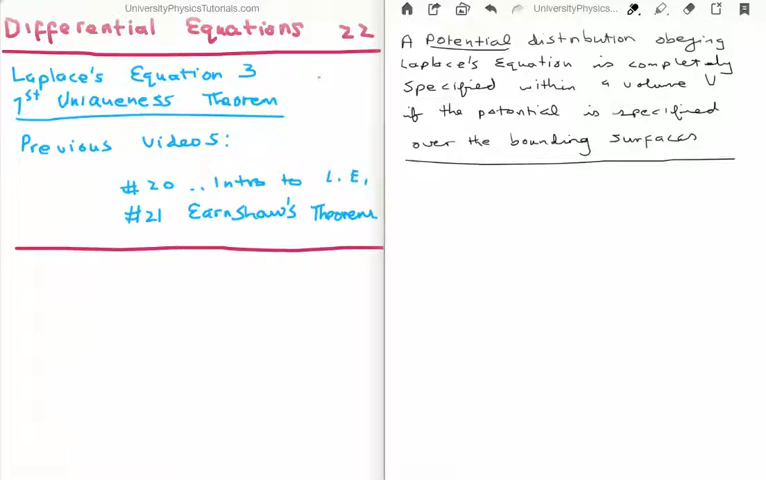 UniversityPhysicsTutorials.com
Differential Equations 22
Laplace's Equation 3
1st Uniqueness Theorem
Previous videos:
#20 .. Intro to L.E.
#21 Earnshaw's Theorem
UniversityPhysics...
A Potential distribution obeying
Laplace's Equation is completely
specified within a volume V
if the potential is specified
over the bounding surfaces